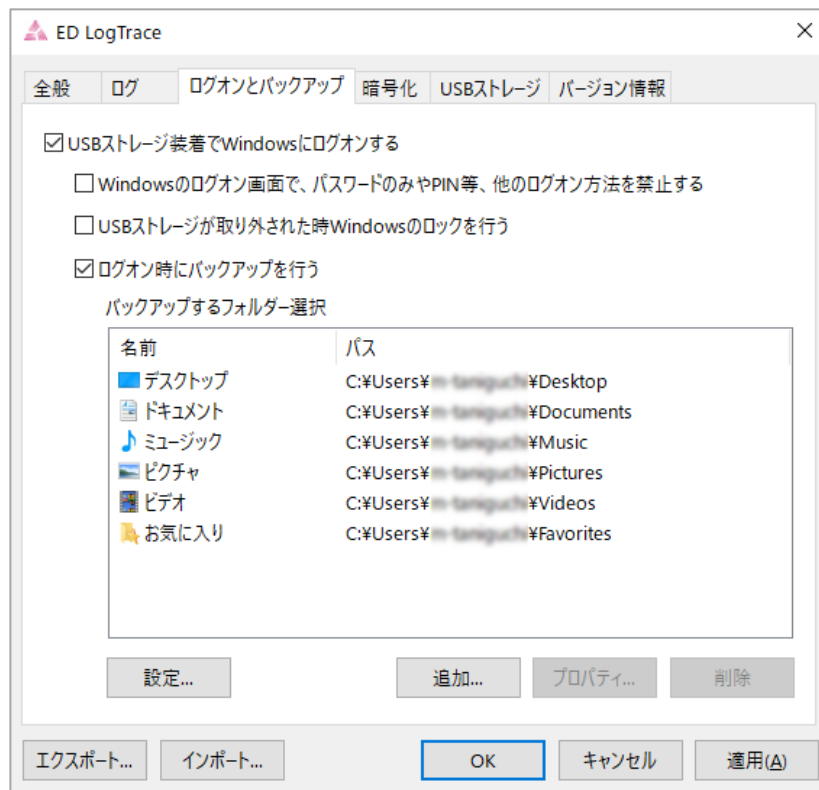 ED LogTrace
全般 ログ ログオンとバックアップ 暗号化 USBストレージ バージョン情報
USBストレージ装着でWindowsにログオンする
Windowsのログオン画面で、パスワードのみやPIN等、他のログオン方法を禁止する
USBストレージが取り外された時Windowsのロックを行う
ログオン時にバックアップを行う
バックアップするフォルダー選択
名前 パス
デスクトップ C:¥Users¥ ¥Desktop
ドキュメント C:¥Users¥ ¥Documents
ミュージック C:¥Users¥ ¥Music
ピクチャ C:¥Users¥ ¥Pictures
ビデオ C:¥Users¥ ¥Videos
お気に入り C:¥Users¥ ¥Favorites
設定... 追加... プロパティ... 削除
エクスポート... インポート... OK キャンセル 適用(A)